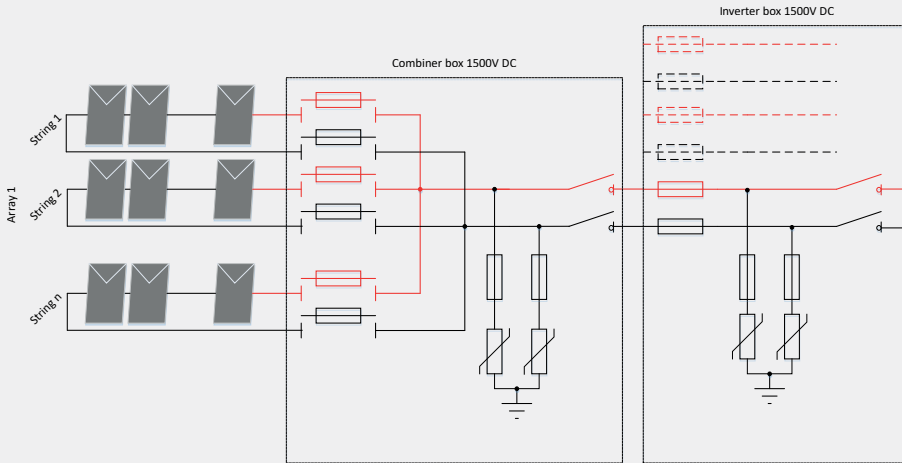 Inverter box 1500V DC
Combiner box 1500V DC
String 1
String 2
Array 1
String n